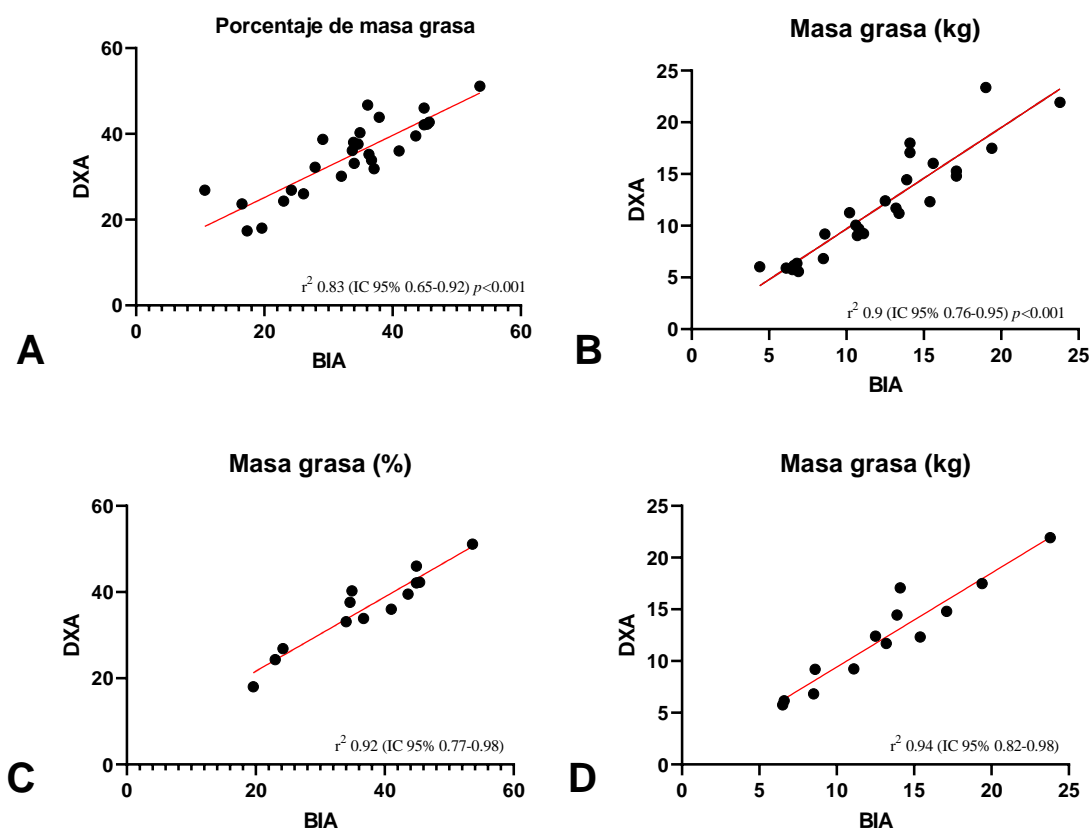 Porcentaje de masa grasa
60
40
20
0
DXA
0 20 40 60
BIA
r² 0.83 (IC 95% 0.65-0.92) p<0.001
A
Masa grasa (kg)
25
20
15
10
5
0
DXA
0 5 10 15 20 25
BIA
r² 0.9 (IC 95% 0.76-0.95) p<0.001
B
Masa grasa (%)
60
40
20
0
DXA
0 20 40 60
BIA
r² 0.92 (IC 95% 0.77-0.98)
C
Masa grasa (kg)
25
20
15
10
5
0
DXA
0 5 10 15 20 25
BIA
r² 0.94 (IC 95% 0.82-0.98)
D